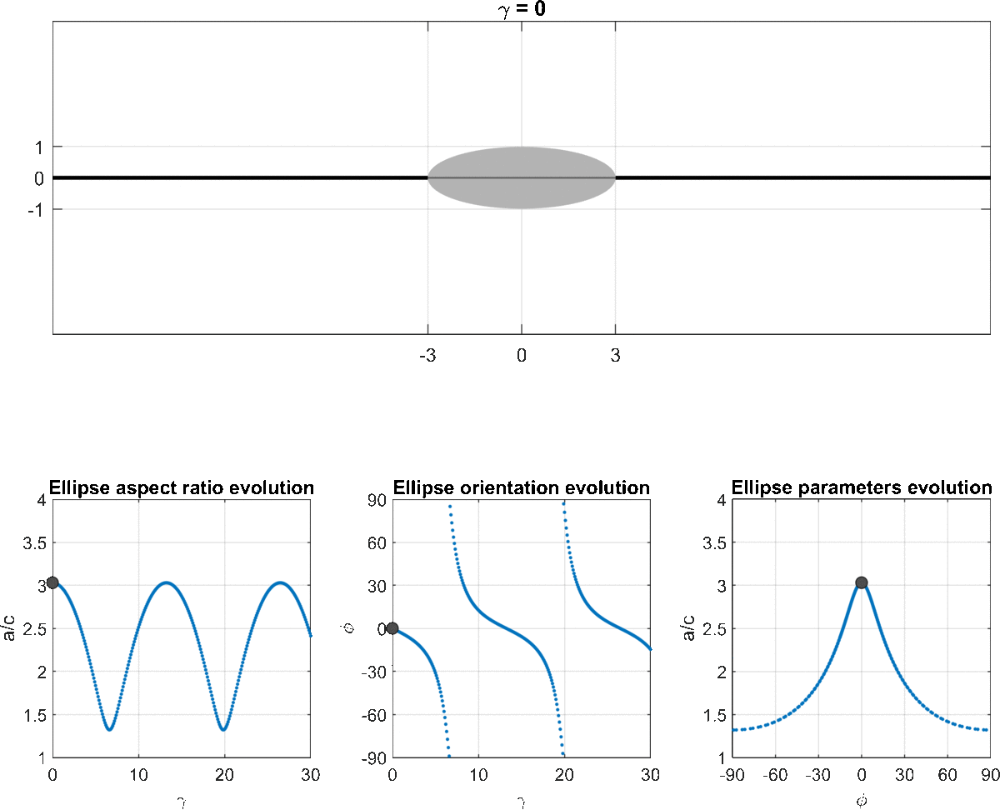 γ = 0
1
0
-1
-3 0 3
Ellipse aspect ratio evolution
4
3.5
3
2.5
2
1.5
1
a/c
0 10 20 30
γ
Ellipse orientation evolution
90
60
30
0
-30
-60
-90
ϕ
0 10 20 30
γ
Ellipse parameters evolution
4
3.5
3
2.5
2
1.5
1
a/c
-90 -60 -30 0 30 60 90
ϕ